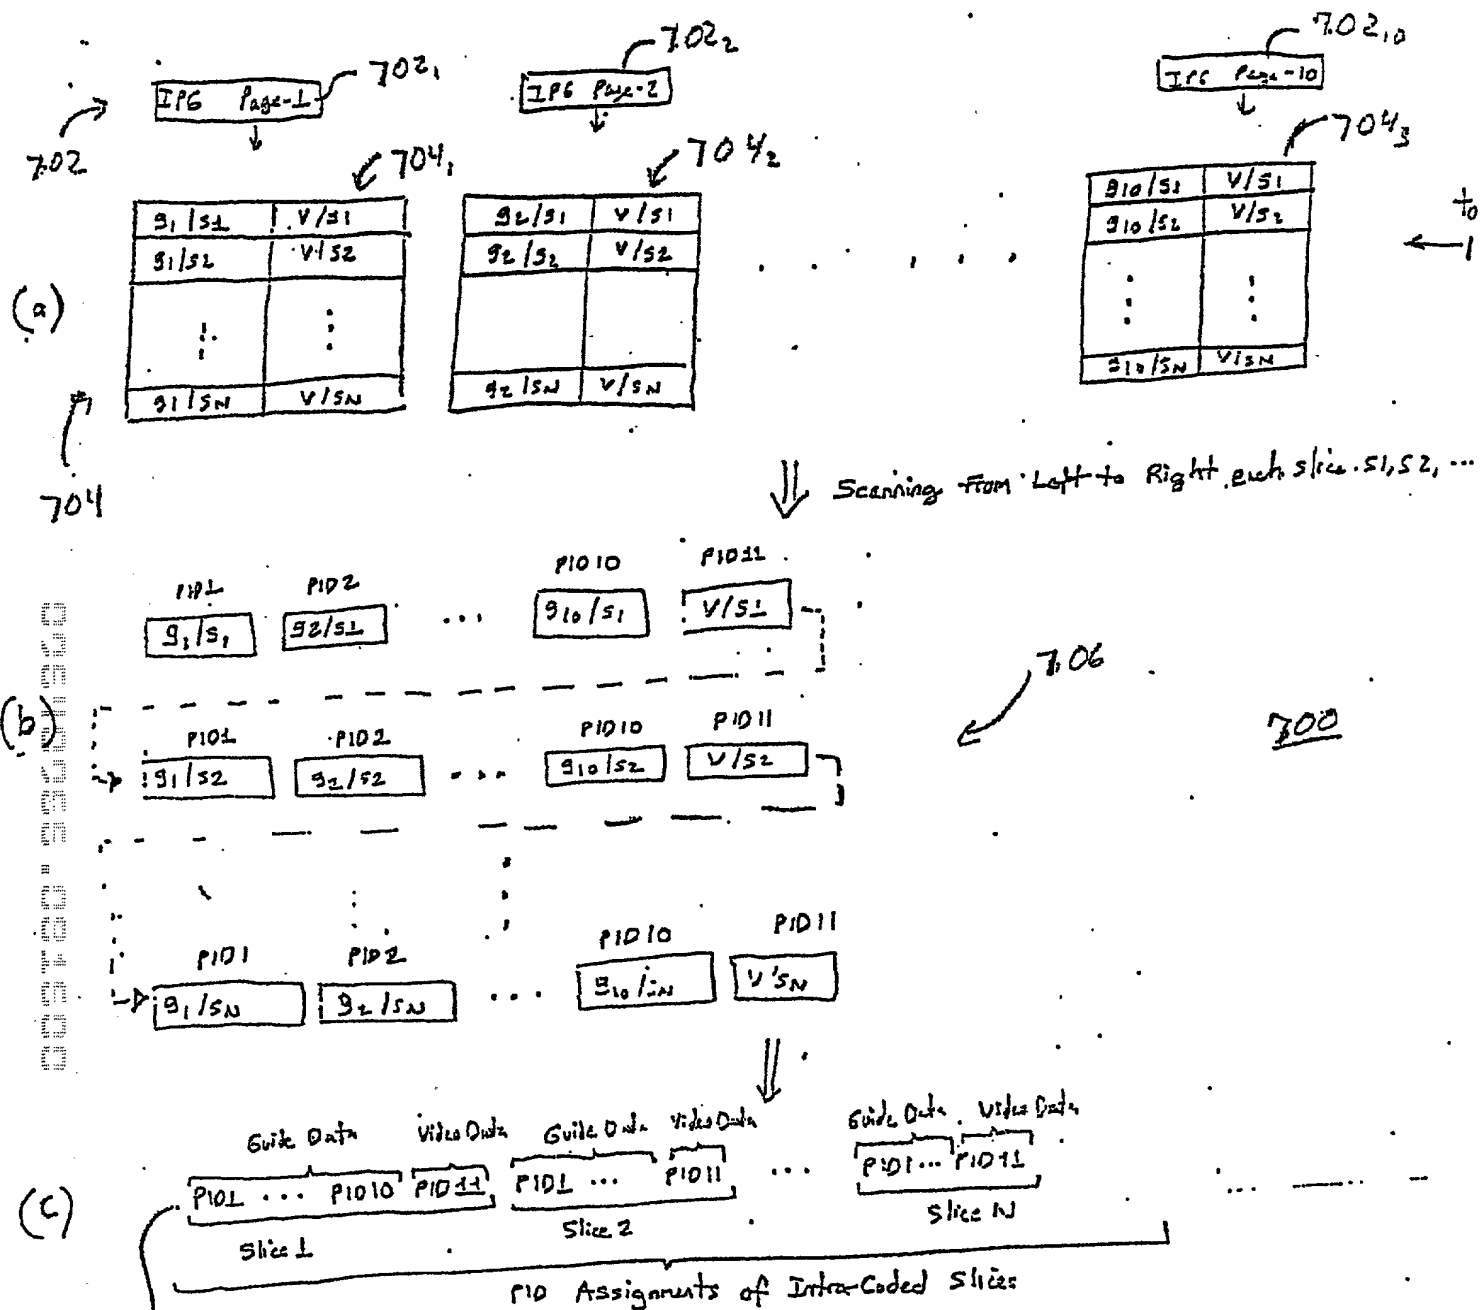 702₁ 702₂ 702₁₀
IPG Page-1 IPG Page-2 IPG Page-10
702 704₁ 704₂ 704₃
g1/s1 V/s1 g2/s1 V/s1 g10/s1 V/s1 t0
g1/s2 V/s2 g2/s2 V/s2 g10/s2 V/s2 1
(a)
g1/sN V/sN g2/sN V/sN g10/sN V/sN
704
Scanning From Left to Right each slice s1, s2, ...
PID1 PID2 PID10 PID11
g1/s1 g2/s1 ... g10/s1 V/s1
706
(b) 700
PID1 PID2 PID10 PID11
g1/s2 g2/s2 ... g10/s2 V/s2
PID1 PID2 PID10 PID11
g1/sN g2/sN ... g10/sN V/sN
Guide Data Video Data Guide Data Video Data Guide Data Video Data
(c) PID1 ... PID10 PID11 PID1 ... PID11 ... PID1... PID11 ...
Slice 1 Slice 2 Slice N
PID Assignments of Intra-Coded Slices